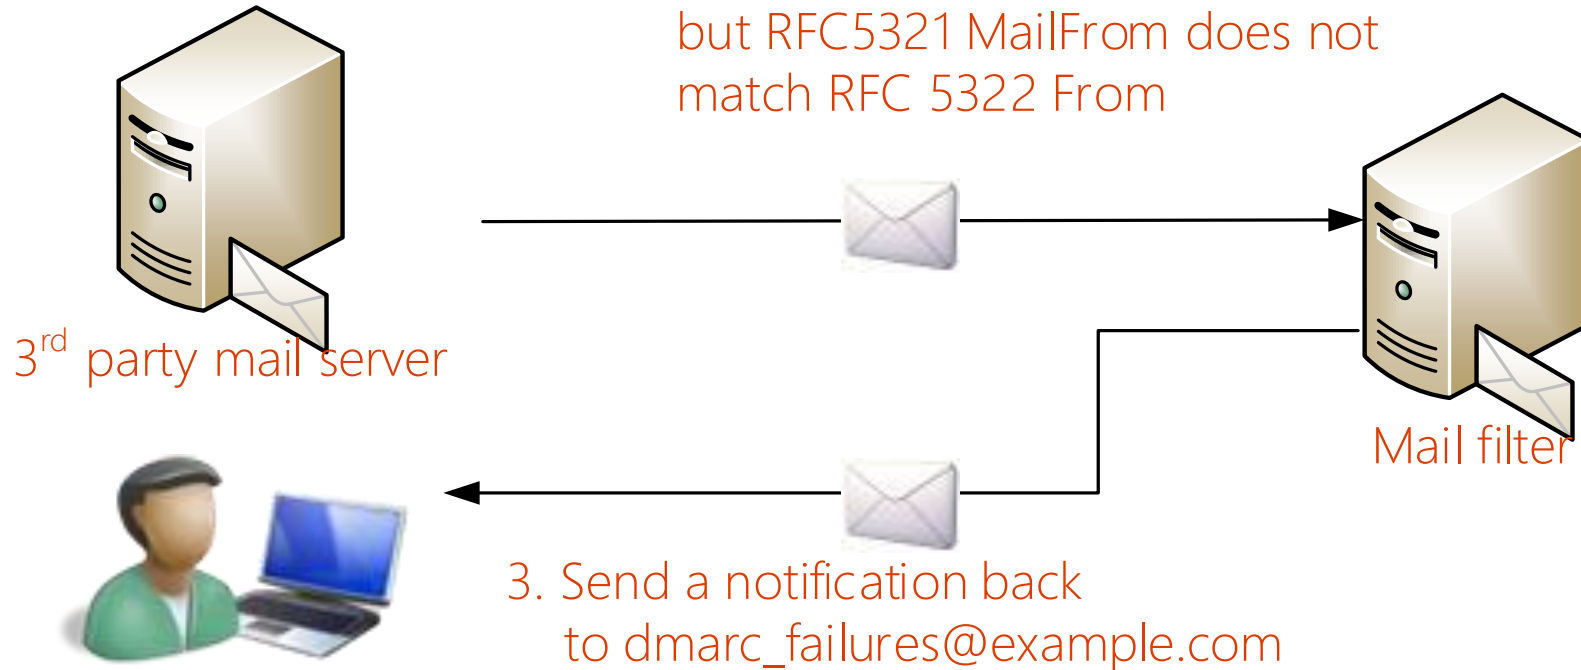 but RFC5321 MailFrom does not
match RFC 5322 From
3rd party mail server
Mail filter
3. Send a notification back
to dmarc_failures@example.com